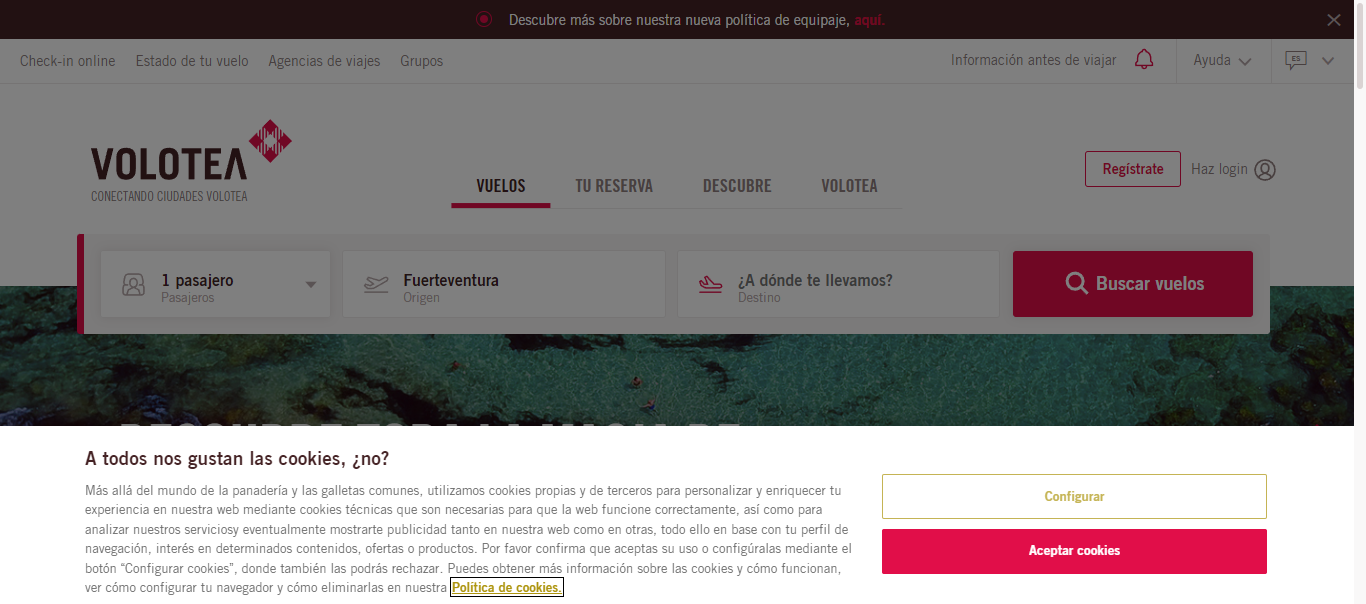 Descubre más sobre nuestra nueva política de equipaje, aquí.
Check-in online Estado de tu vuelo Agencias de viajes Grupos Información antes de viajar Ayuda ES
VOLOTEA
CONECTANDO CIUDADES VOLOTEA
VUELOS TU RESERVA DESCUBRE VOLOTEA
Regístrate Haz login
1 pasajero
Pasajeros
Fuerteventura
Origen
¿A dónde te llevamos?
Destino
Buscar vuelos
A todos nos gustan las cookies, ¿no?
Más allá del mundo de la panadería y las galletas comunes, utilizamos cookies propias y de terceros para personalizar y enriquecer tu
experiencia en nuestra web mediante cookies técnicas que son necesarias para que la web funcione correctamente, así como para
analizar nuestros serviciosy eventualmente mostrarte publicidad tanto en nuestra web como en otras, todo ello en base con tu perfil de
navegación, interés en determinados contenidos, ofertas o productos. Por favor confirma que aceptas su uso o configúralas mediante el
botón “Configurar cookies”, donde también las podrás rechazar. Puedes obtener más información sobre las cookies y cómo funcionan,
ver cómo configurar tu navegador y cómo eliminarlas en nuestra Política de cookies.
Configurar
Aceptar cookies